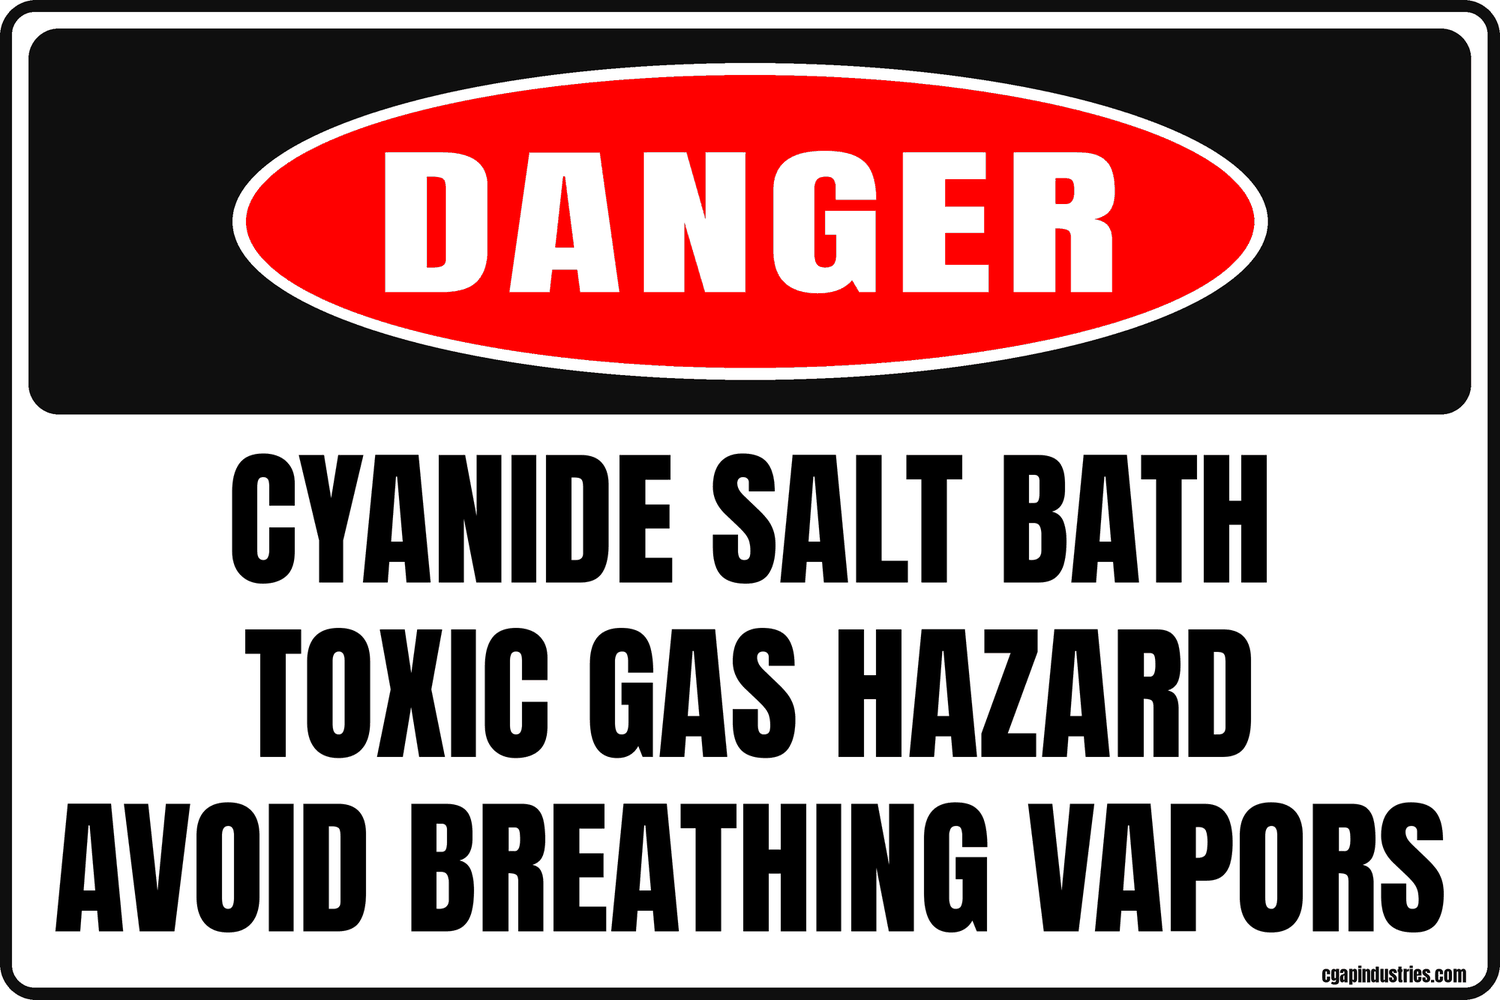 DANGER
CYANIDE SALT BATH
TOXIC GAS HAZARD
AVOID BREATHING VAPORS
cgapindustries.com